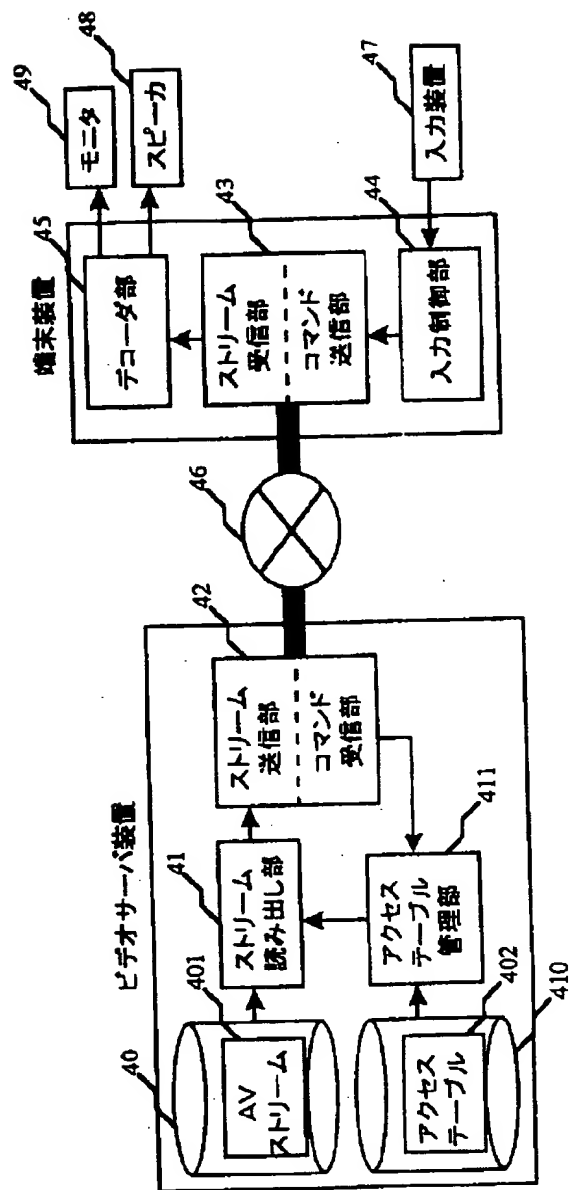 ビデオサーバ装置
40
401
AV
ストリーム
41
ストリーム
読み出し部
42
ストリーム
送信部
コマンド
受信部
402
アクセス
テーブル
410
411
アクセス
テーブル
管理部
46
端末装置
45
デコーダ部
43
ストリーム
受信部
コマンド
送信部
44
入力制御部
49
モニタ
48
スピーカ
47
入力装置